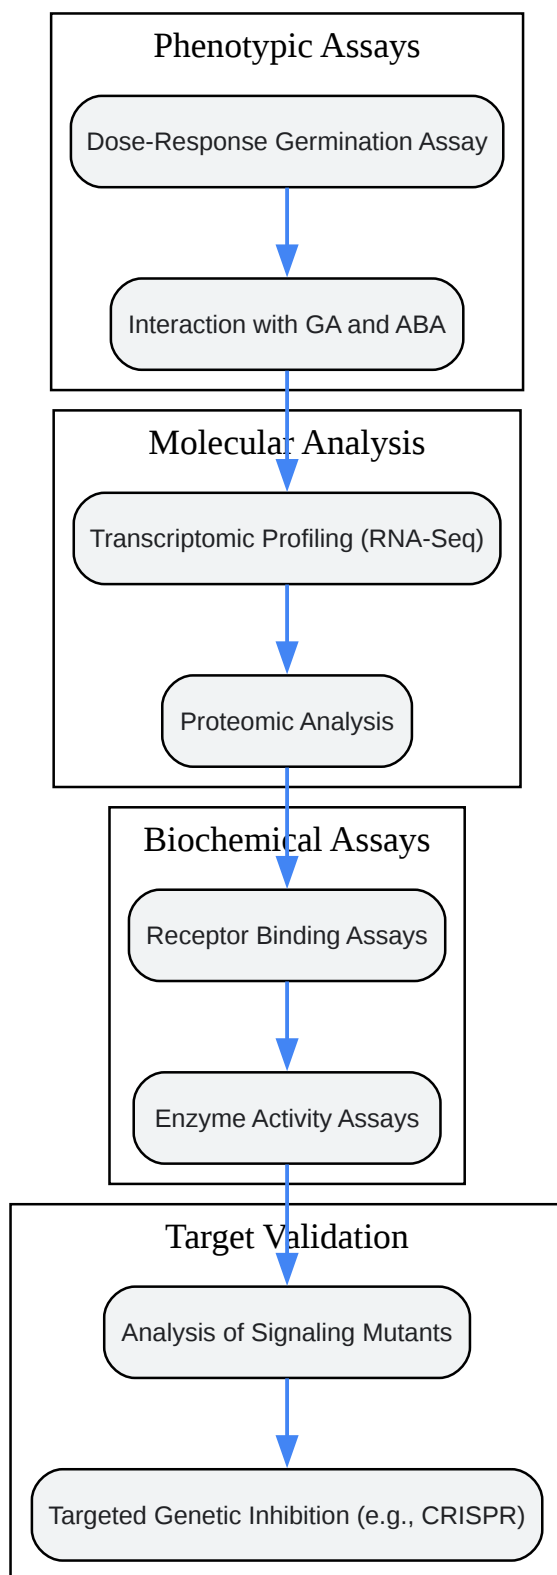 Phenotypic Assays
Dose-Response Germination Assay
Interaction with GA and ABA
Molecular Analysis
Transcriptomic Profiling (RNA-Seq)
Proteomic Analysis
Biochemical Assays
Receptor Binding Assays
Enzyme Activity Assays
Target Validation
Analysis of Signaling Mutants
Targeted Genetic Inhibition (e.g., CRISPR)